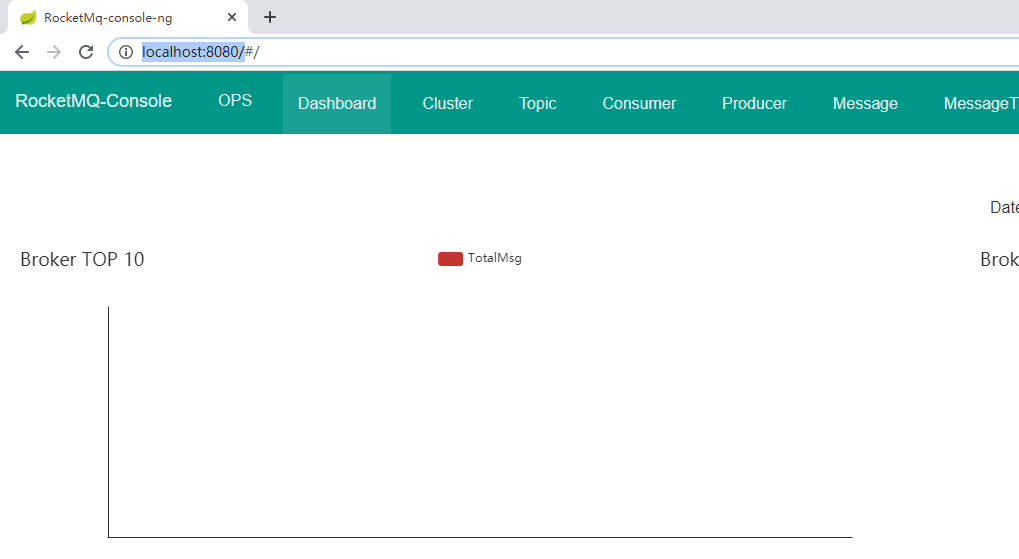 RocketMq-console-ng
localhost:8080/#/
RocketMQ-Console OPS Dashboard Cluster Topic Consumer Producer Message MessageT
Date
Broker TOP 10 TotalMsg Brok